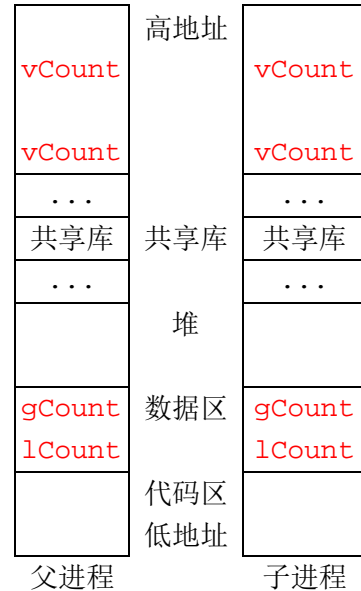 高地址
vCount vCount
vCount vCount
... ...
共享库 共享库 共享库
... ...
堆
gCount 数据区 gCount
lCount lCount
代码区
低地址
父进程 子进程